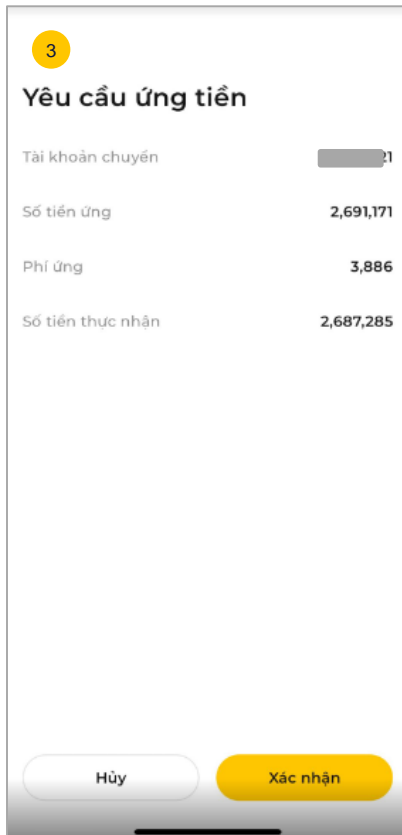 3
Yêu cầu ứng tiền
Tài khoản chuyển 21
Số tiền ứng 2,691,171
Phí ứng 3,886
Số tiền thực nhận 2,687,285
Hủy Xác nhận